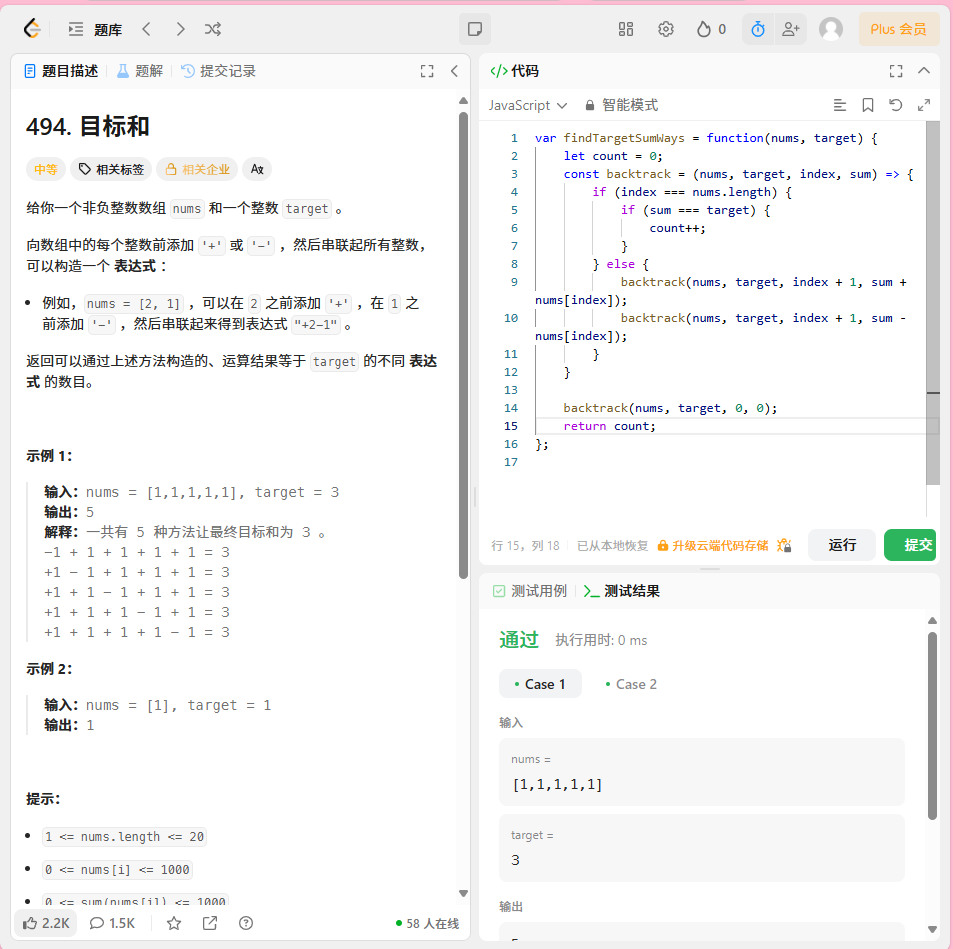 题库
0
Plus 会员
题目描述
题解
提交记录
494. 目标和
中等
相关标签
相关企业
给你一个非负整数数组 nums 和一个整数 target 。
向数组中的每个整数前添加 '+' 或 '-' ，然后串联起所有整数，
可以构造一个 表达式 ：
例如，nums = [2, 1] ，可以在 2 之前添加 '+' ，在 1 之
前添加 '-' ，然后串联起来得到表达式 "+2-1" 。
返回可以通过上述方法构造的、运算结果等于 target 的不同 表达
式 的数目。
示例 1：
输入：nums = [1,1,1,1,1], target = 3
输出：5
解释：一共有 5 种方法让最终目标和为 3 。
-1 + 1 + 1 + 1 + 1 = 3
+1 - 1 + 1 + 1 + 1 = 3
+1 + 1 - 1 + 1 + 1 = 3
+1 + 1 + 1 - 1 + 1 = 3
+1 + 1 + 1 + 1 - 1 = 3
示例 2：
输入：nums = [1], target = 1
输出：1
提示：
1 <= nums.length <= 20
0 <= nums[i] <= 1000
0 <= sum(nums[i]) <= 1000
2.2K
1.5K
58 人在线
代码
JavaScript
智能模式
1 var findTargetSumWays = function(nums, target) {
2 let count = 0;
3 const backtrack = (nums, target, index, sum) => {
4 if (index === nums.length) {
5 if (sum === target) {
6 count++;
7 }
8 } else {
9 backtrack(nums, target, index + 1, sum +
nums[index]);
10 backtrack(nums, target, index + 1, sum -
nums[index]);
11 }
12 }
13
14 backtrack(nums, target, 0, 0);
15 return count;
16 };
17
行 15，列 18
已从本地恢复
升级云端代码存储
运行
提交
测试用例
测试结果
通过
执行用时: 0 ms
Case 1
Case 2
输入
nums =
[1,1,1,1,1]
target =
3
输出